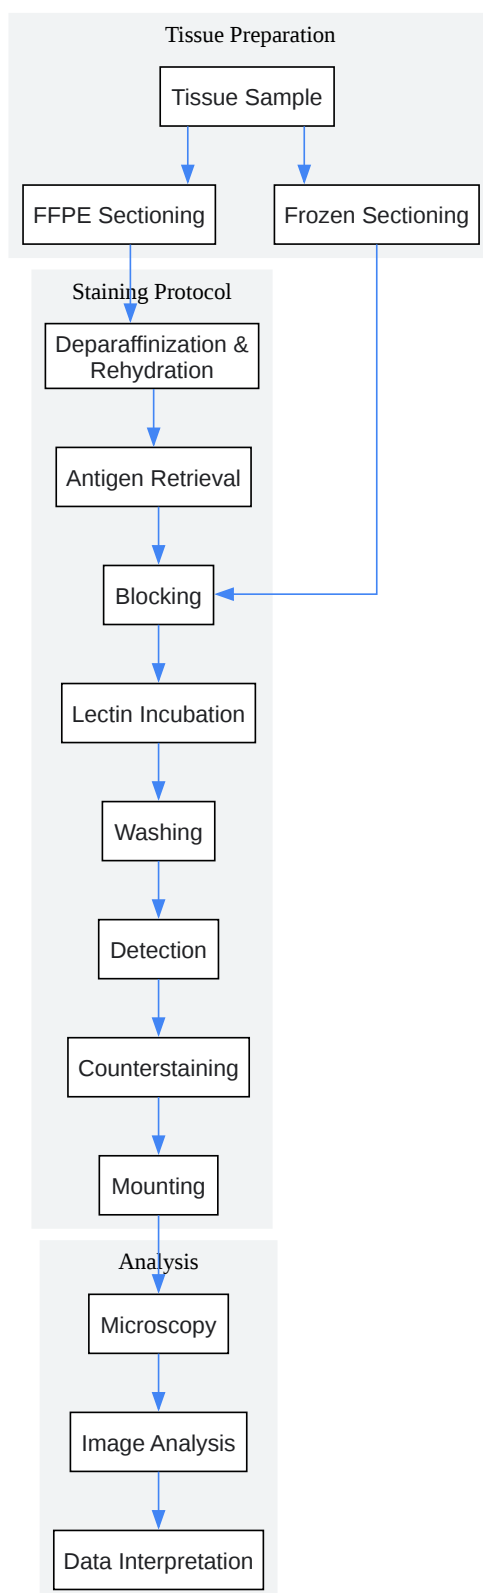 Tissue Preparation
Tissue Sample
FFPE Sectioning
Frozen Sectioning
Staining Protocol
Deparaffinization &
Rehydration
Antigen Retrieval
Blocking
Lectin Incubation
Washing
Detection
Counterstaining
Mounting
Analysis
Microscopy
Image Analysis
Data Interpretation